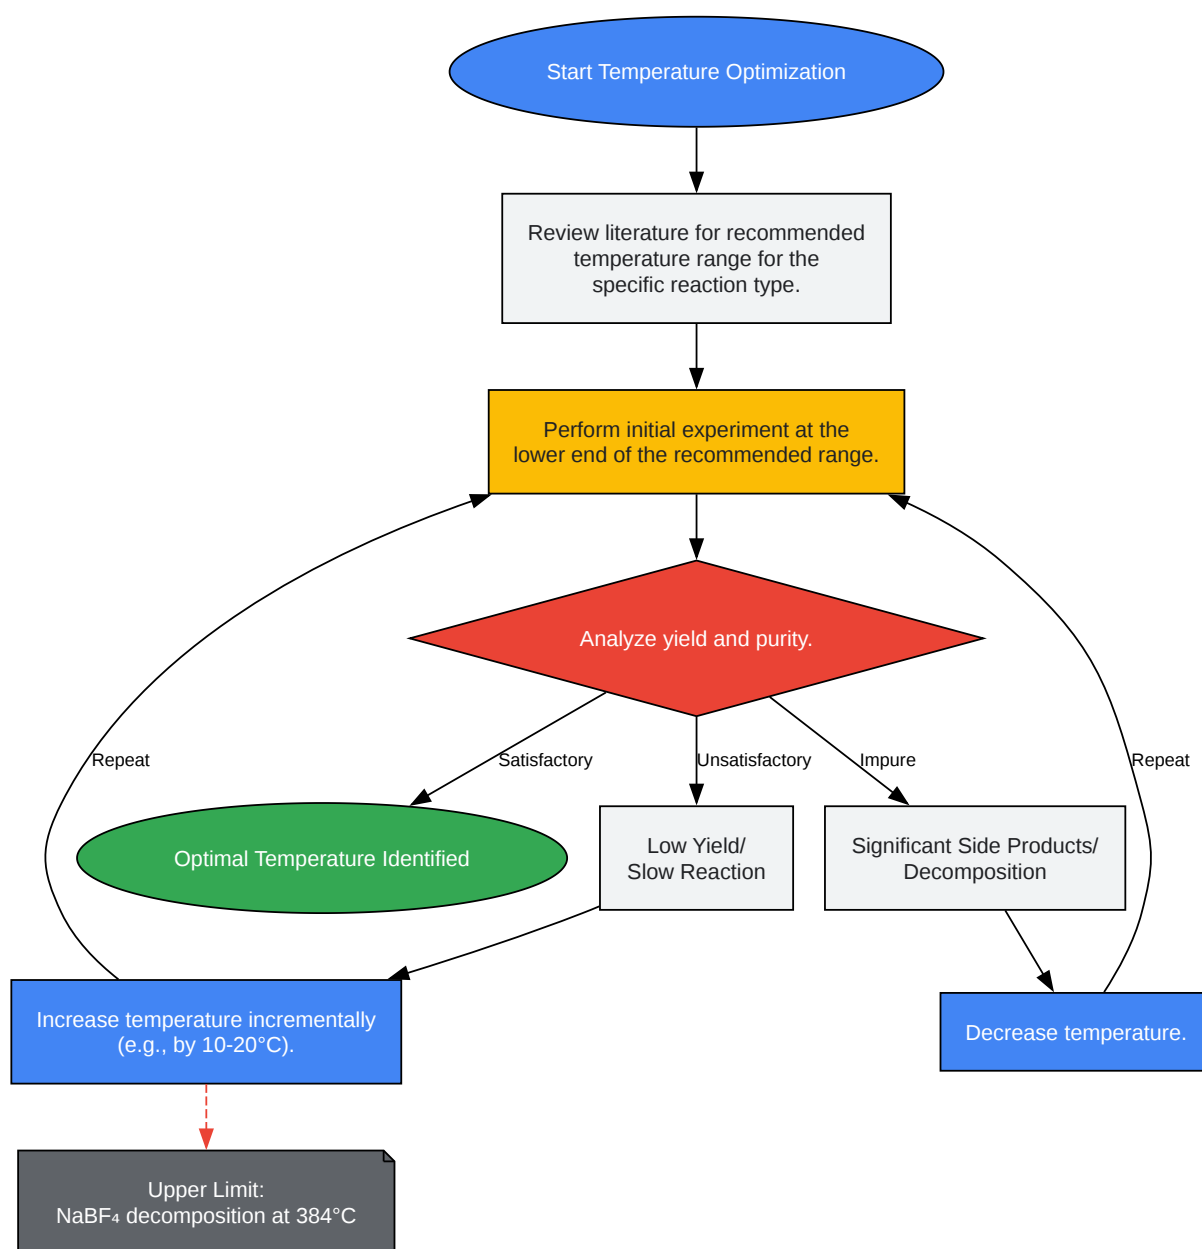 Start Temperature Optimization
Review literature for recommended
temperature range for the
specific reaction type.
Perform initial experiment at the
lower end of the recommended range.
Analyze yield and purity.
Repeat
Satisfactory
Unsatisfactory
Impure
Repeat
Optimal Temperature Identified
Low Yield/
Slow Reaction
Significant Side Products/
Decomposition
Increase temperature incrementally
(e.g., by 10-20°C).
Decrease temperature.
Upper Limit:
NaBF₄ decomposition at 384°C